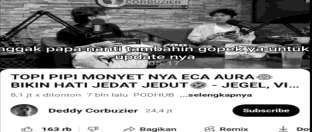 CORBUZIER
nggak papa nanti tambahin gopek ya untuk
update nya
TOPI PIPI MONYET NYA ECA AURA
BIKIN HATI JEDAT JEDUT - JEGEL, VI...
8,1 jt x ditonton 7 bln lalu PODHUB ...selengkapnya
Deddy Corbuzier 24,4 jt
Subscribe
163 rb
Bagikan
Remix
Do